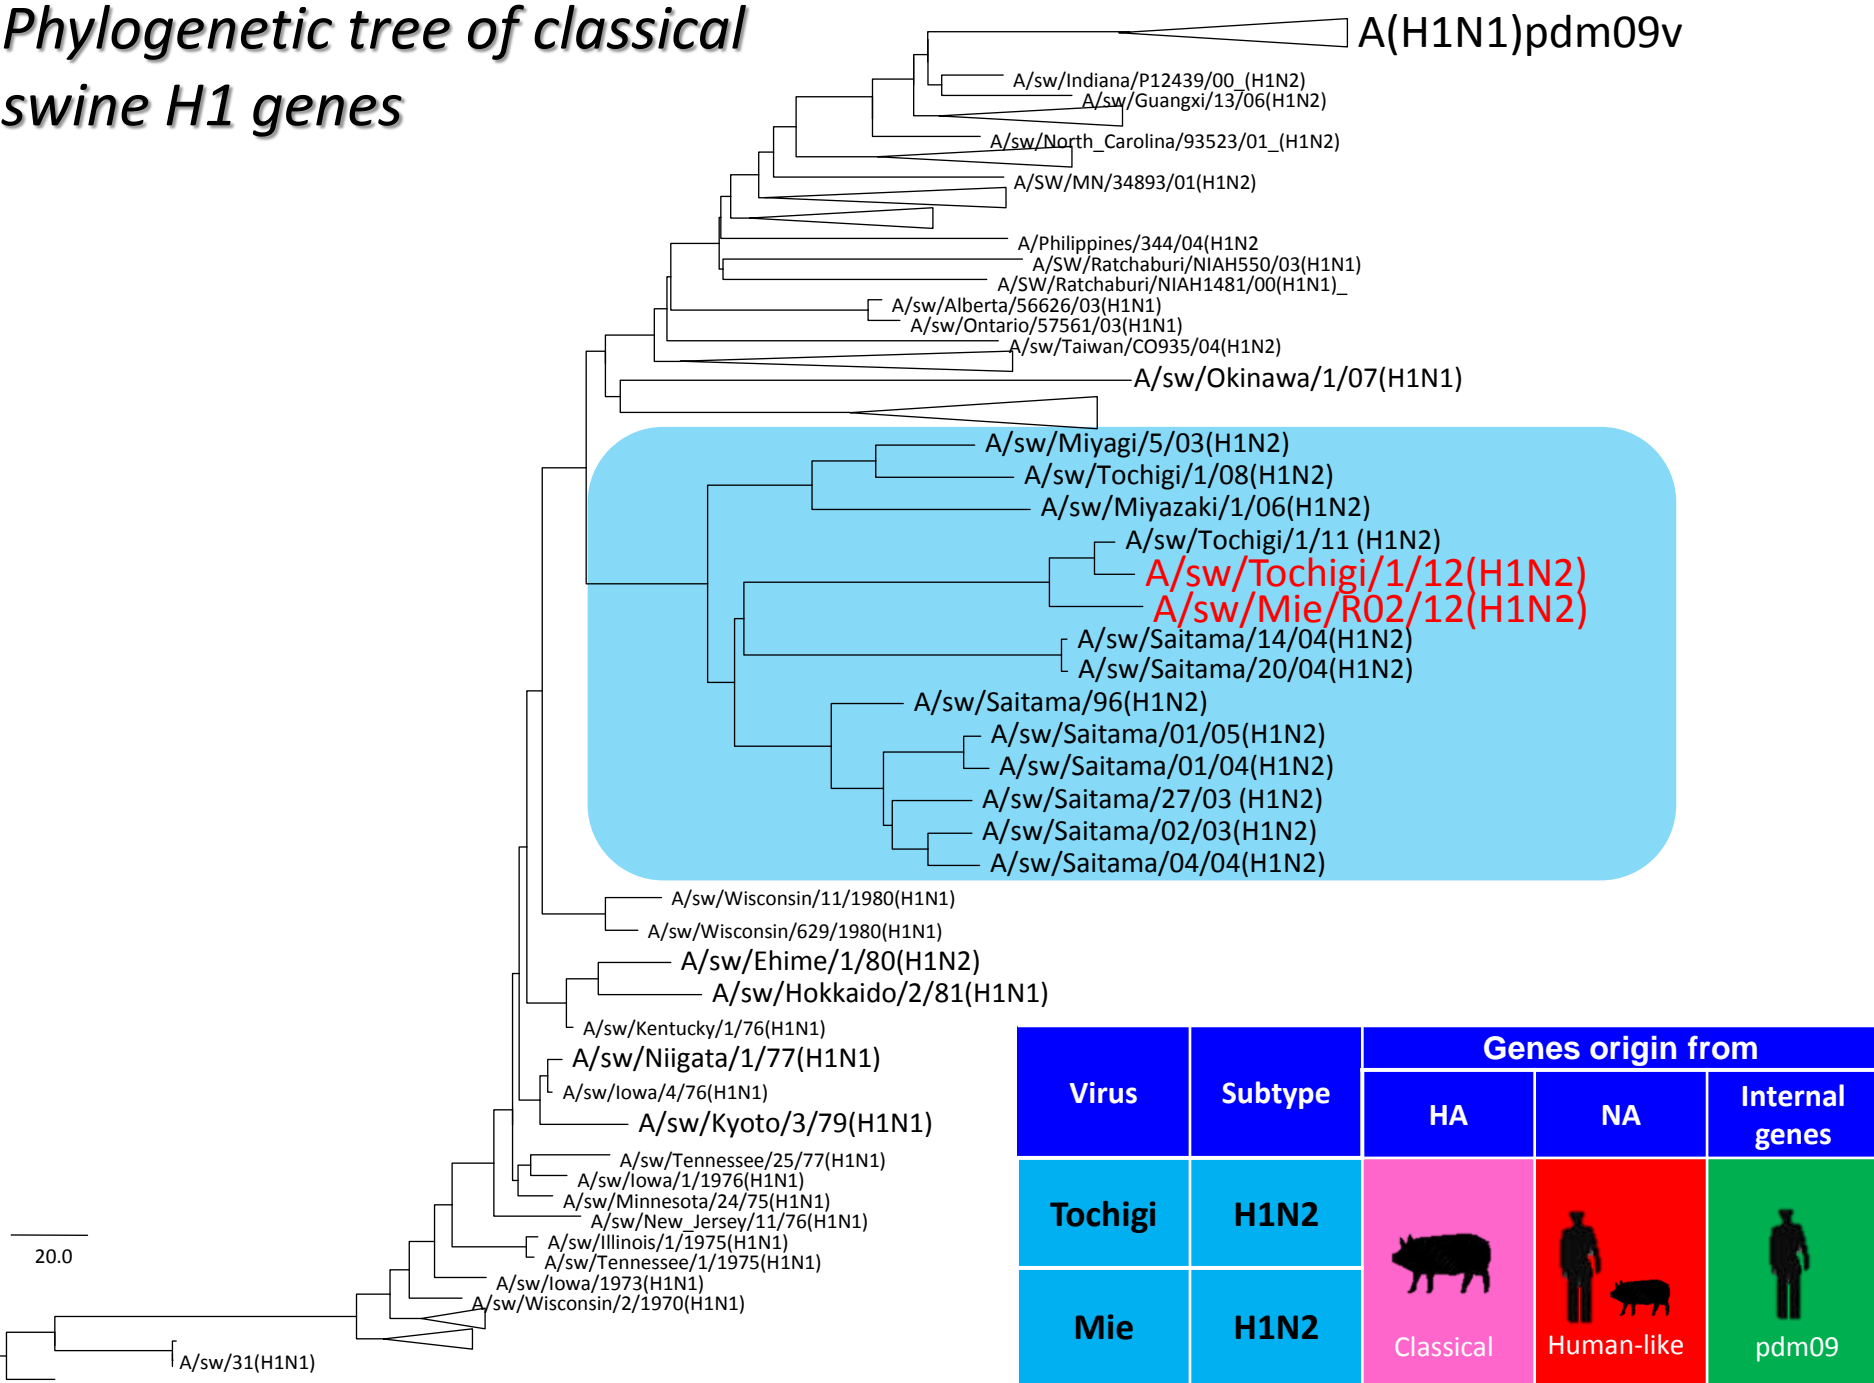 Phylogenetic tree of classical
swine H1 genes
A(H1N1)pdm09v
A/sw/Indiana/P12439/00_(H1N2)
A/sw/Guangxi/13/06(H1N2)
A/sw/North_Carolina/93523/01_(H1N2)
A/SW/MN/34893/01(H1N2)
A/Philippines/344/04(H1N2
A/SW/Ratchaburi/NIAH550/03(H1N1)
A/SW/Ratchaburi/NIAH1481/00(H1N1)_
A/sw/Alberta/56626/03(H1N1)
A/sw/Ontario/57561/03(H1N1)
A/sw/Taiwan/CO935/04(H1N2)
A/sw/Okinawa/1/07(H1N1)
A/sw/Miyagi/5/03(H1N2)
A/sw/Tochigi/1/08(H1N2)
A/sw/Miyazaki/1/06(H1N2)
A/sw/Tochigi/1/11 (H1N2)
A/sw/Tochigi/1/12(H1N2)
A/sw/Mie/R02/12(H1N2)
A/sw/Saitama/14/04(H1N2)
A/sw/Saitama/20/04(H1N2)
A/sw/Saitama/96(H1N2)
A/sw/Saitama/01/05(H1N2)
A/sw/Saitama/01/04(H1N2)
A/sw/Saitama/27/03 (H1N2)
A/sw/Saitama/02/03(H1N2)
A/sw/Saitama/04/04(H1N2)
A/sw/Wisconsin/11/1980(H1N1)
A/sw/Wisconsin/629/1980(H1N1)
A/sw/Ehime/1/80(H1N2)
A/sw/Hokkaido/2/81(H1N1)
A/sw/Kentucky/1/76(H1N1)
A/sw/Niigata/1/77(H1N1)
A/sw/Iowa/4/76(H1N1)
A/sw/Kyoto/3/79(H1N1)
A/sw/Tennessee/25/77(H1N1)
A/sw/Iowa/1/1976(H1N1)
A/sw/Minnesota/24/75(H1N1)
A/sw/New_Jersey/11/76(H1N1)
A/sw/Illinois/1/1975(H1N1)
A/sw/Tennessee/1/1975(H1N1)
A/sw/Iowa/1973(H1N1)
A/sw/Wisconsin/2/1970(H1N1)
A/sw/31(H1N1)
20.0
Virus
Subtype
Genes origin from
HA
NA
Internal
genes
Tochigi
H1N2
Mie
H1N2
Classical
Human-like
pdm09